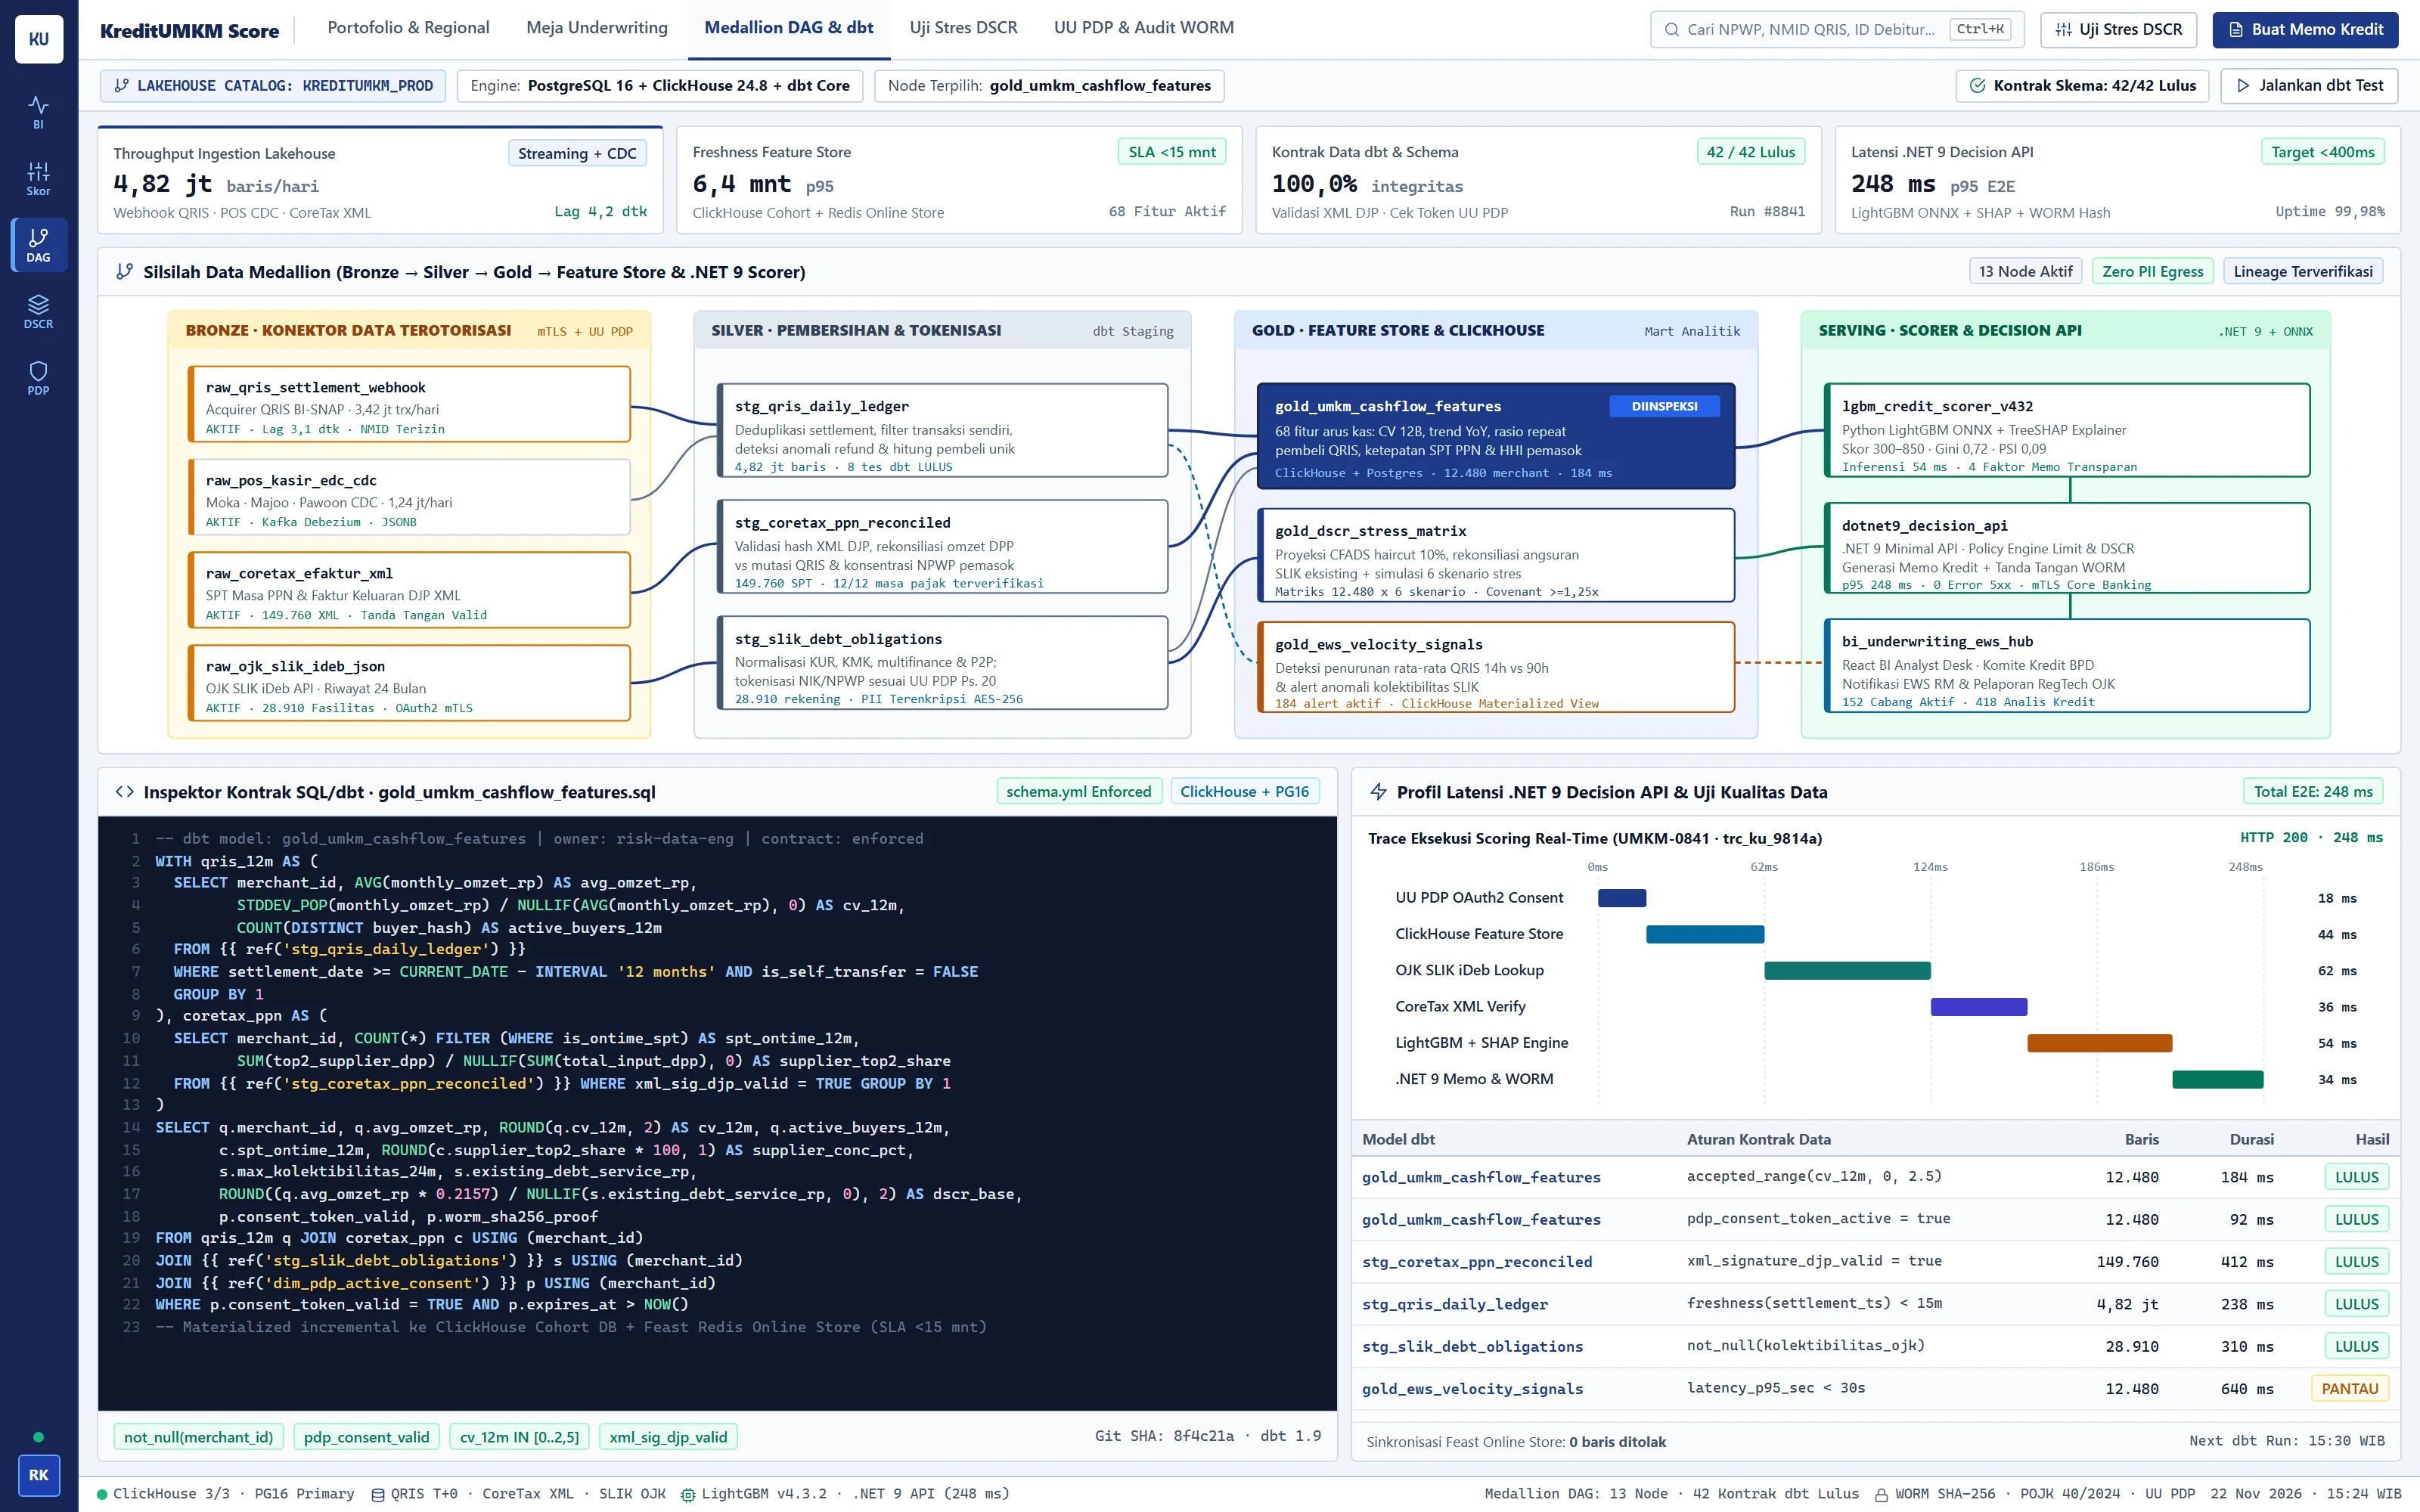 KU
KreditUMKM Score
Portofolio & Regional
Meja Underwriting
Medallion DAG & dbt
Uji Stres DSCR
UU PDP & Audit WORM
Cari NPWP, NMID QRIS, ID Debitur...
Ctrl+K
Uji Stres DSCR
Buat Memo Kredit
BI
Skor
DAG
DSCR
PDP
RK
LAKEHOUSE CATALOG: KREDITUMKM_PROD
Engine: PostgreSQL 16 + ClickHouse 24.8 + dbt Core
Node Terpilih: gold_umkm_cashflow_features
Kontrak Skema: 42/42 Lulus
Jalankan dbt Test
Throughput Ingestion Lakehouse
Streaming + CDC
4,82 jt baris/hari
Webhook QRIS · POS CDC · CoreTax XML
Lag 4,2 dtk
Freshness Feature Store
SLA <15 mnt
6,4 mnt p95
ClickHouse Cohort + Redis Online Store
68 Fitur Aktif
Kontrak Data dbt & Schema
42 / 42 Lulus
100,0% integritas
Validasi XML DJP · Cek Token UU PDP
Run #8841
Latensi .NET 9 Decision API
Target <400ms
248 ms p95 E2E
LightGBM ONNX + SHAP + WORM Hash
Uptime 99,98%
Silsilah Data Medallion (Bronze → Silver → Gold → Feature Store & .NET 9 Scorer)
13 Node Aktif
Zero PII Egress
Lineage Terverifikasi
BRONZE · KONEKTOR DATA TEROTORISASI
mTLS + UU PDP
raw_qris_settlement_webhook
Acquirer QRIS BI-SNAP · 3,42 jt trx/hari
AKTIF · Lag 3,1 dtk · NMID Terizin
raw_pos_kasir_edc_cdc
Moka · Majoo · Pawoon CDC · 1,24 jt/hari
AKTIF · Kafka Debezium · JSONB
raw_coretax_efaktur_xml
SPT Masa PPN & Faktur Keluaran DJP XML
AKTIF · 149.760 XML · Tanda Tangan Valid
raw_ojk_slik_ideb_json
OJK SLIK iDeb API · Riwayat 24 Bulan
AKTIF · 28.910 Fasilitas · OAuth2 mTLS
SILVER · PEMBERSIHAN & TOKENISASI
dbt Staging
stg_qris_daily_ledger
Deduplikasi settlement, filter transaksi sendiri,
deteksi anomali refund & hitung pembeli unik
4,82 jt baris · 8 tes dbt LULUS
stg_coretax_ppn_reconciled
Validasi hash XML DJP, rekonsiliasi omzet DPP
vs mutasi QRIS & konsentrasi NPWP pemasok
149.760 SPT · 12/12 masa pajak terverifikasi
stg_slik_debt_obligations
Normalisasi KUR, KMK, multifinance & P2P;
tokenisasi NIK/NPWP sesuai UU PDP Ps. 20
28.910 rekening · PII Terenkripsi AES-256
GOLD · FEATURE STORE & CLICKHOUSE
Mart Analitik
gold_umkm_cashflow_features
DIINSPEKSI
68 fitur arus kas: CV 12B, trend YoY, rasio repeat
pembeli QRIS, ketepatan SPT PPN & HHI pemasok
ClickHouse + Postgres · 12.480 merchant · 184 ms
gold_dscr_stress_matrix
Proyeksi CFADS haircut 10%, rekonsiliasi angsuran
SLIK eksisting + simulasi 6 skenario stres
Matriks 12.480 x 6 skenario · Covenant >=1,25x
gold_ews_velocity_signals
Deteksi penurunan rata-rata QRIS 14h vs 90h
& alert anomali kolektibilitas SLIK
184 alert aktif · ClickHouse Materialized View
SERVING · SCORER & DECISION API
.NET 9 + ONNX
lgbm_credit_scorer_v432
Python LightGBM ONNX + TreeSHAP Explainer
Skor 300–850 · Gini 0,72 · PSI 0,09
Inferensi 54 ms · 4 Faktor Memo Transparan
dotnet9_decision_api
.NET 9 Minimal API · Policy Engine Limit & DSCR
Generasi Memo Kredit + Tanda Tangan WORM
p95 248 ms · 0 Error 5xx · mTLS Core Banking
bi_underwriting_ews_hub
React BI Analyst Desk · Komite Kredit BPD
Notifikasi EWS RM & Pelaporan RegTech OJK
152 Cabang Aktif · 418 Analis Kredit
Inspektor Kontrak SQL/dbt · gold_umkm_cashflow_features.sql
schema.yml Enforced
ClickHouse + PG16
1 -- dbt model: gold_umkm_cashflow_features | owner: risk-data-eng | contract: enforced
2 WITH qris_12m AS (
3 SELECT merchant_id, AVG(monthly_omzet_rp) AS avg_omzet_rp,
4 STDDEV_POP(monthly_omzet_rp) / NULLIF(AVG(monthly_omzet_rp), 0) AS cv_12m,
5 COUNT(DISTINCT buyer_hash) AS active_buyers_12m
6 FROM {{ ref('stg_qris_daily_ledger') }}
7 WHERE settlement_date >= CURRENT_DATE - INTERVAL '12 months' AND is_self_transfer = FALSE
8 GROUP BY 1
9 ), coretax_ppn AS (
10 SELECT merchant_id, COUNT(*) FILTER (WHERE is_ontime_spt) AS spt_ontime_12m,
11 SUM(top2_supplier_dpp) / NULLIF(SUM(total_input_dpp), 0) AS supplier_top2_share
12 FROM {{ ref('stg_coretax_ppn_reconciled') }} WHERE xml_sig_djp_valid = TRUE GROUP BY 1
13 )
14 SELECT q.merchant_id, q.avg_omzet_rp, ROUND(q.cv_12m, 2) AS cv_12m, q.active_buyers_12m,
15 c.spt_ontime_12m, ROUND(c.supplier_top2_share * 100, 1) AS supplier_conc_pct,
16 s.max_kolektibilitas_24m, s.existing_debt_service_rp,
17 ROUND((q.avg_omzet_rp * 0.2157) / NULLIF(s.existing_debt_service_rp, 0), 2) AS dscr_base,
18 p.consent_token_valid, p.worm_sha256_proof
19 FROM qris_12m q JOIN coretax_ppn c USING (merchant_id)
20 JOIN {{ ref('stg_slik_debt_obligations') }} s USING (merchant_id)
21 JOIN {{ ref('dim_pdp_active_consent') }} p USING (merchant_id)
22 WHERE p.consent_token_valid = TRUE AND p.expires_at > NOW()
23 -- Materialized incremental ke ClickHouse Cohort DB + Feast Redis Online Store (SLA <15 mnt)
not_null(merchant_id)
pdp_consent_valid
cv_12m IN [0..2,5]
xml_sig_djp_valid
Git SHA: 8f4c21a · dbt 1.9
Profil Latensi .NET 9 Decision API & Uji Kualitas Data
Total E2E: 248 ms
Trace Eksekusi Scoring Real-Time (UMKM-0841 · trc_ku_9814a)
HTTP 200 · 248 ms
0ms 62ms 124ms 186ms 248ms
UU PDP OAuth2 Consent 18 ms
ClickHouse Feature Store 44 ms
OJK SLIK iDeb Lookup 62 ms
CoreTax XML Verify 36 ms
LightGBM + SHAP Engine 54 ms
.NET 9 Memo & WORM 34 ms
Model dbt Aturan Kontrak Data Baris Durasi Hasil
gold_umkm_cashflow_features accepted_range(cv_12m, 0, 2.5) 12.480 184 ms LULUS
gold_umkm_cashflow_features pdp_consent_token_active = true 12.480 92 ms LULUS
stg_coretax_ppn_reconciled xml_signature_djp_valid = true 149.760 412 ms LULUS
stg_qris_daily_ledger freshness(settlement_ts) < 15m 4,82 jt 238 ms LULUS
stg_slik_debt_obligations not_null(kolektibilitas_ojk) 28.910 310 ms LULUS
gold_ews_velocity_signals latency_p95_sec < 30s 12.480 640 ms PANTAU
Sinkronisasi Feast Online Store: 0 baris ditolak
Next dbt Run: 15:30 WIB
ClickHouse 3/3 · PG16 Primary QRIS T+0 · CoreTax XML · SLIK OJK LightGBM v4.3.2 · .NET 9 API (248 ms)
Medallion DAG: 13 Node · 42 Kontrak dbt Lulus WORM SHA-256 · POJK 40/2024 · UU PDP 22 Nov 2026 · 15:24 WIB